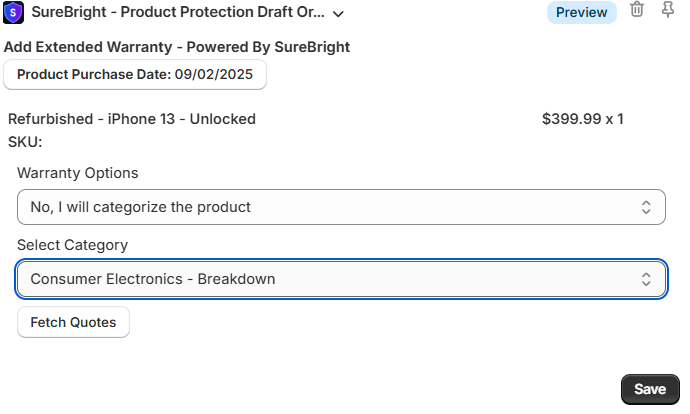 S
SureBright - Product Protection Draft Or...
Preview
Add Extended Warranty - Powered By SureBright
Product Purchase Date: 09/02/2025
Refurbished - iPhone 13 - Unlocked $399.99 x 1
SKU:
Warranty Options
No, I will categorize the product
Select Category
Consumer Electronics - Breakdown
Fetch Quotes
Save